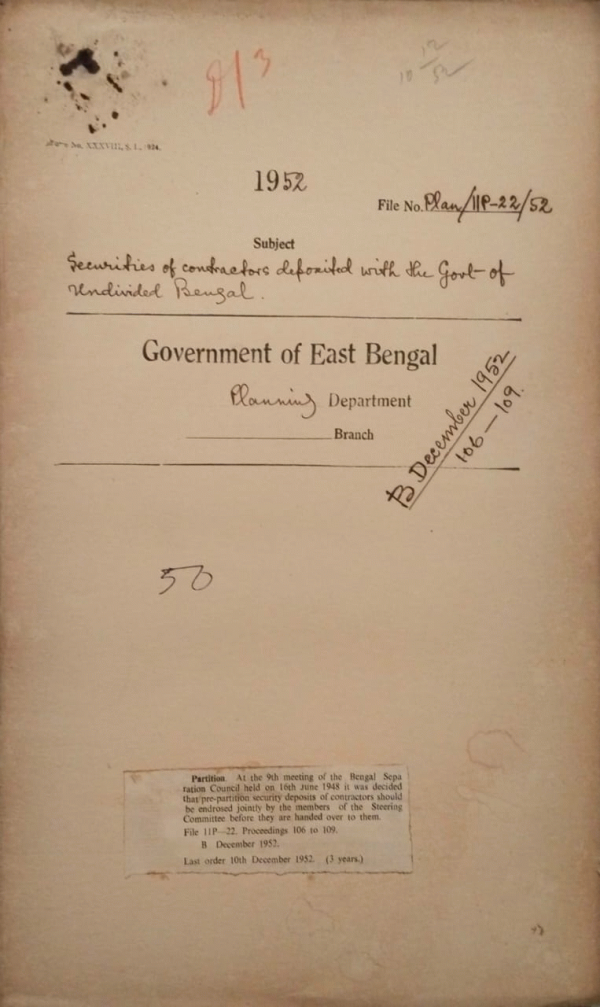 8/3
10 12/52
No. XXXVIII,
1952
File No. Plan/11P-22/52
Subject
Securities of contractors deposited with the Govt of
Undivided Bengal.
Government of East Bengal
Planning Department
Branch
B December 1952
106-109.
50
Partition. At the 9th meeting of the Bengal Sepa
ration Council held on 16th June 1948 it was decided
that pre-partition security deposits of contractors should
be endrosed jointly by the members of the Steering
Committee before they are handed over to them.
File 11P-22. Proceedings 106 to 109.
B December 1952.
Last order 10th December 1952. (3 years.)